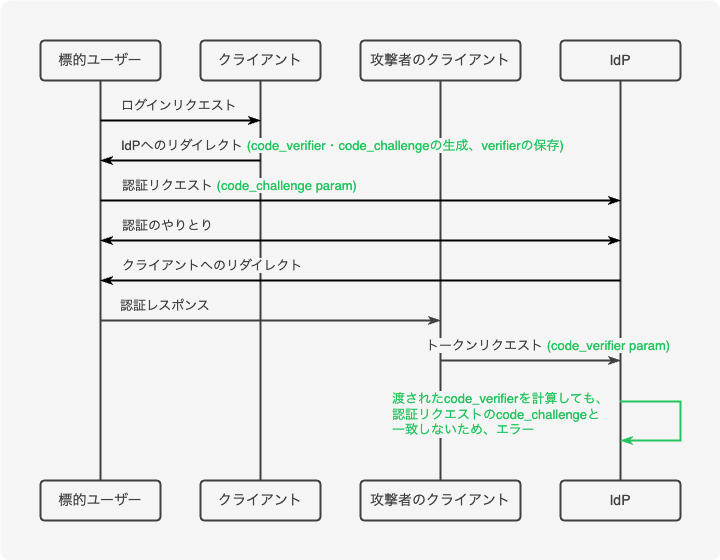 標的ユーザー
クライアント
攻撃者のクライアント
IdP
ログインリクエスト
IdPへのリダイレクト (code_verifier・code_challengeの生成、verifierの保存)
認証リクエスト (code_challenge param)
認証のやりとり
クライアントへのリダイレクト
認証レスポンス
トークンリクエスト (code_verifier param)
渡されたcode_verifierを計算しても、
認証リクエストのcode_challengeと
一致しないため、エラー
標的ユーザー
クライアント
攻撃者のクライアント
IdP